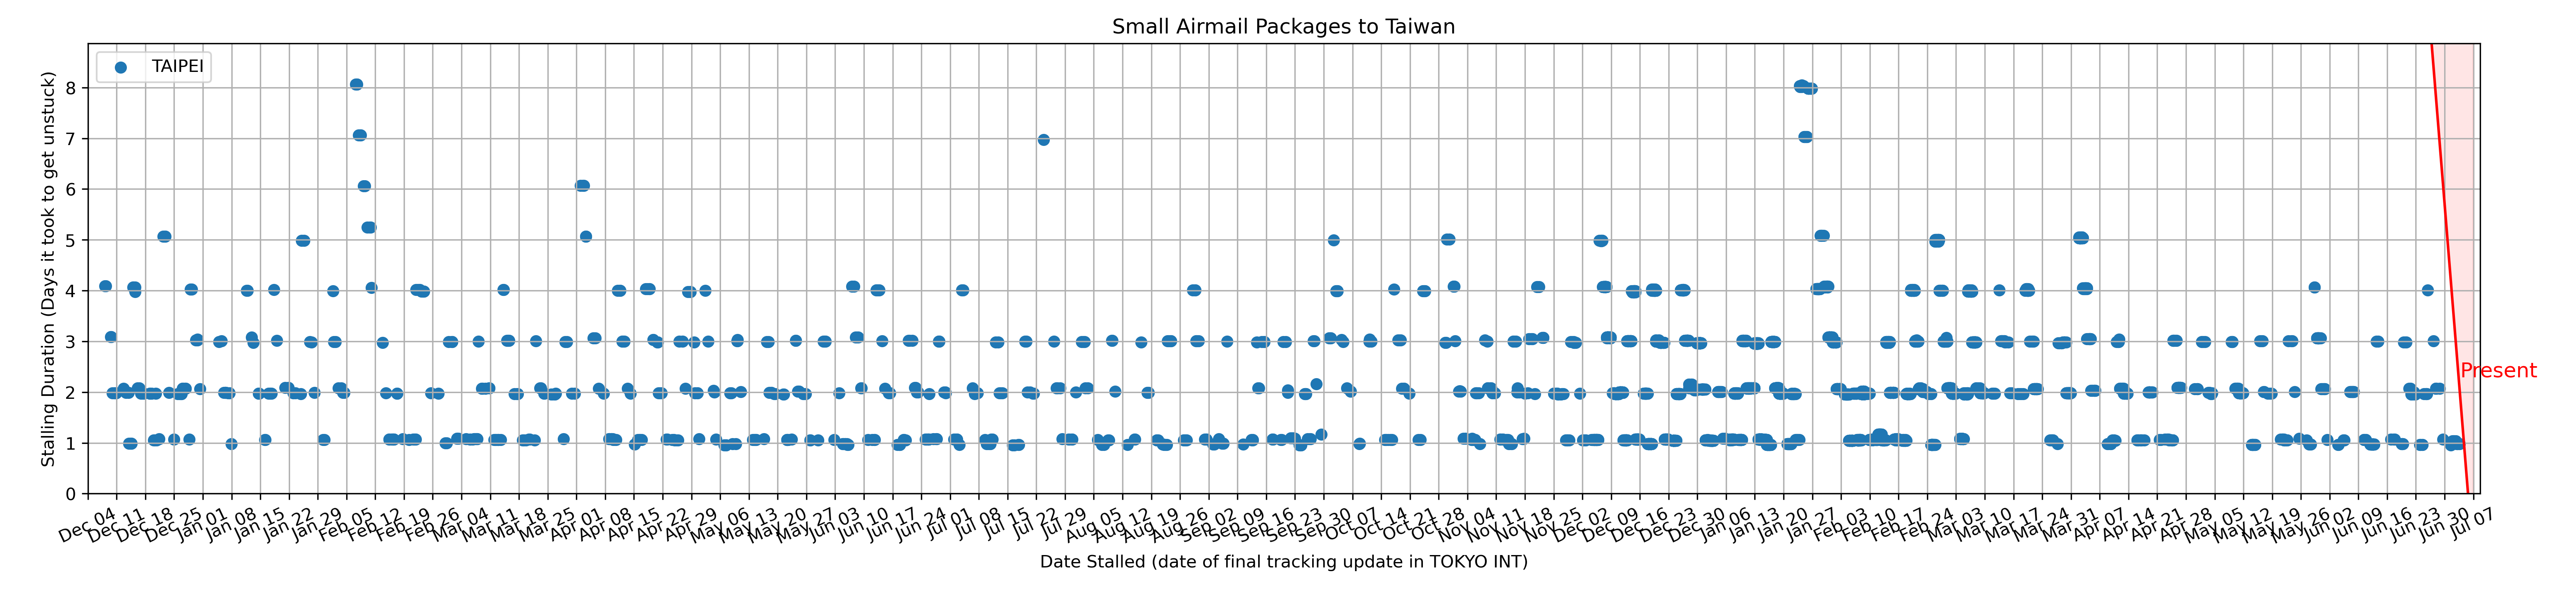 Small Airmail Packages to Taiwan
TAIPEI
Stalling Duration (Days it took to get unstuck)
8
7
6
5
4
3
2
1
0
Present
Dec 04
Dec 11
Dec 18
Dec 25
Jan 01
Jan 08
Jan 15
Jan 22
Jan 29
Feb 05
Feb 12
Feb 19
Feb 26
Mar 04
Mar 11
Mar 18
Mar 25
Apr 01
Apr 08
Apr 15
Apr 22
Apr 29
May 06
May 13
May 20
May 27
Jun 03
Jun 10
Jun 17
Jun 24
Jul 01
Jul 08
Jul 15
Jul 22
Jul 29
Aug 05
Aug 12
Aug 19
Aug 26
Sep 02
Sep 09
Sep 16
Sep 23
Sep 30
Oct 07
Oct 14
Oct 21
Oct 28
Nov 04
Nov 11
Nov 18
Nov 25
Dec 02
Dec 09
Dec 16
Dec 23
Dec 30
Jan 06
Jan 13
Jan 20
Jan 27
Feb 03
Feb 10
Feb 17
Feb 24
Mar 03
Mar 10
Mar 17
Mar 24
Mar 31
Apr 07
Apr 14
Apr 21
Apr 28
May 05
May 12
May 19
May 26
Jun 02
Jun 09
Jun 16
Jun 23
Jun 30
Jul 07
Date Stalled (date of final tracking update in TOKYO INT)